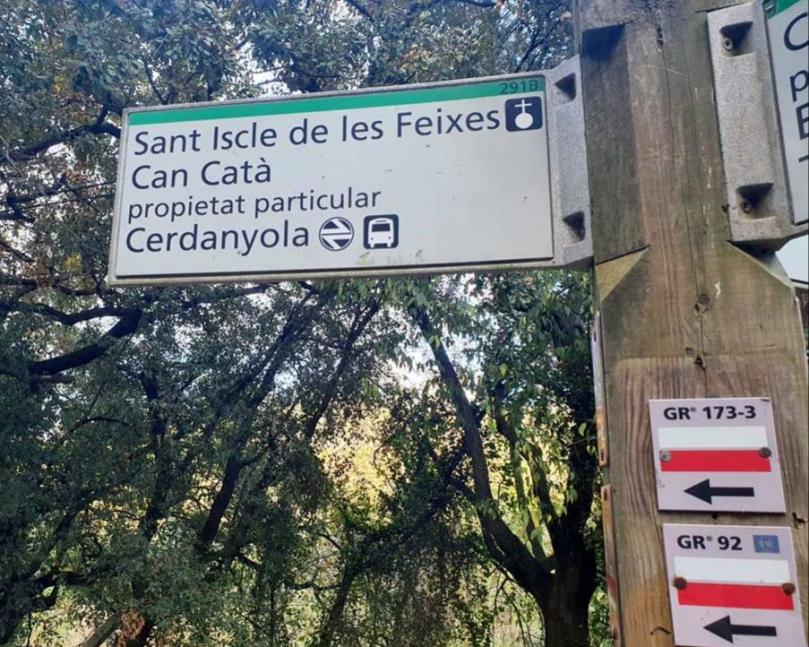 291B
Sant Iscle de les Feixes
Can Catà
propietat particular
Cerdanyola
GR® 173-3
GR® 92